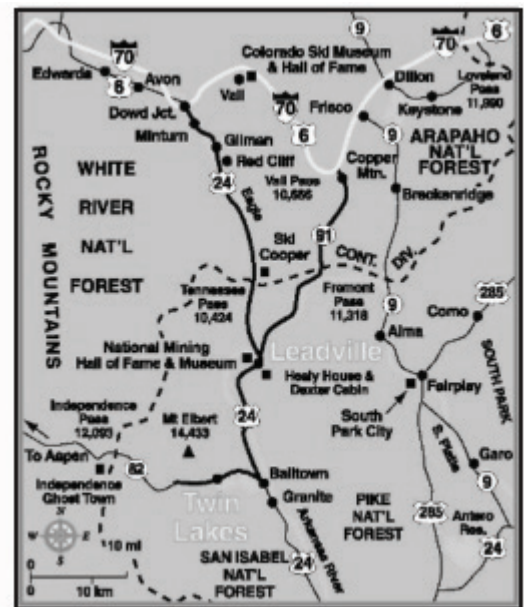 9
6
70
Colorado Ski Museum
& Hall of Fame
70
Edwards
Avon
6
Vail
Dillon
Loveland
Pass
11,990
70
Frisco
Keystone
Dowd Jct.
6
Minturn
Gilman
9
ARAPAHO
NAT'L
FOREST
Red Cliff
Copper
Mtn.
WHITE
RIVER
NAT'L
FOREST
ROCKY MOUNTAINS
24
Eagle
Vail Pass
10,666
Breckenridge
91
Ski
Cooper
CONT. DIV.
Tennessee
Pass
10,424
Fremont
Pass
11,318
9
285
Como
Alma
National Mining
Hall of Fame & Museum
Leadville
SOUTH PARK
Healy House &
Dexter Cabin
Fairplay
Independence
Pass
12,093
Mt Elbert
14,433
24
South
Park City
S. Platte
To Aspen
82
Balltown
Garo
Independence
Ghost Town
Granite
9
Twin
Lakes
PIKE
NAT'L
FOREST
285
Antero
Res.
N
W
E
S
10 mi
Arkansas River
24
SAN ISABEL
NAT'L
FOREST
24
0
10 km